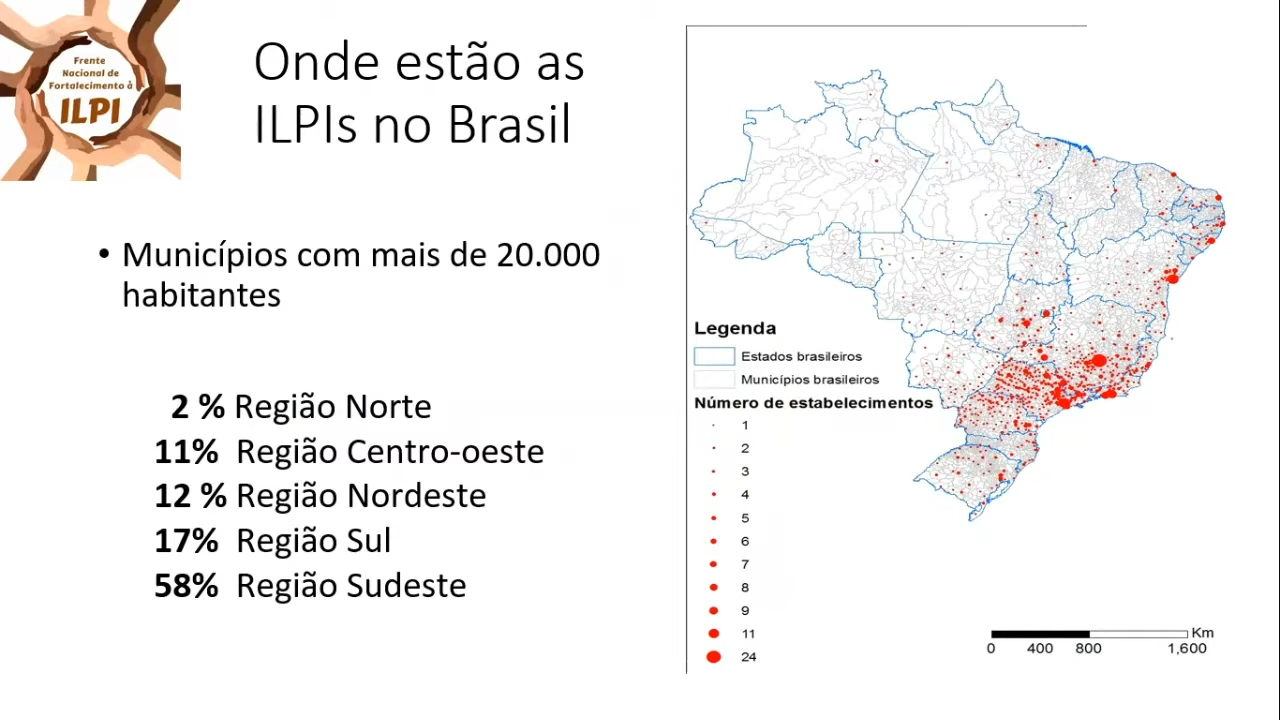 Frente
Nacional de
Fortalecimento à
ILPI
Onde estão as
ILPIs no Brasil
• Municípios com mais de 20.000
habitantes
2 % Região Norte
11% Região Centro-oeste
12 % Região Nordeste
17% Região Sul
58% Região Sudeste
Legenda
Estados brasileiros
Municípios brasileiros
Número de estabelecimentos
1
2
3
4
5
6
7
8
9
11
24
Km
0 400 800 1,600